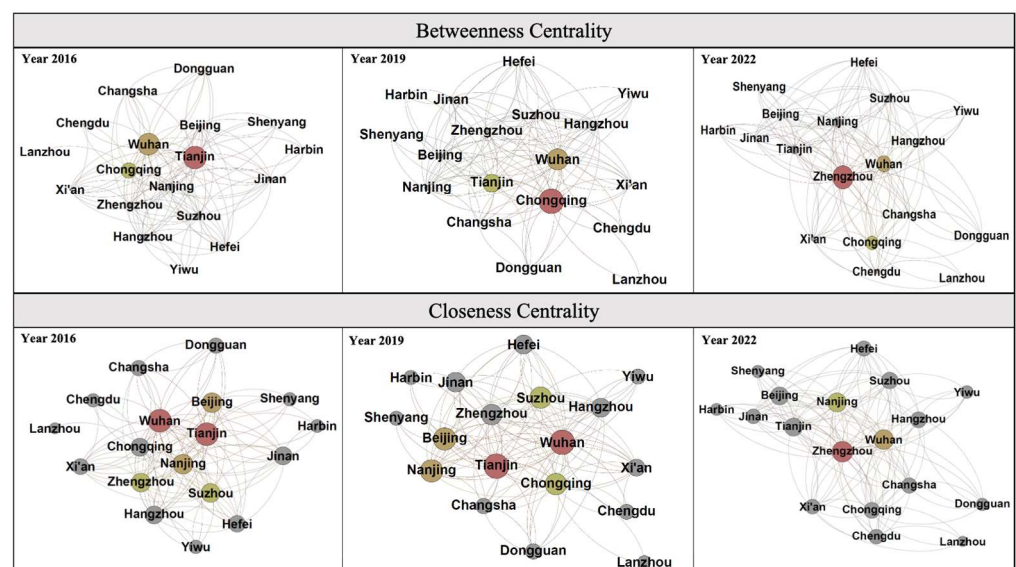 Betweenness Centrality
Year 2016
Dongguan
Changsha
Chengdu
Beijing
Shenyang
Wuhan
Lanzhou
Tianjin
Harbin
Chongqing
Xi'an
Nanjing
Jinan
Zhengzhou
Suzhou
Hangzhou
Hefei
Yiwu
Year 2019
Hefei
Harbin
Jinan
Yiwu
Suzhou
Hangzhou
Shenyang
Zhengzhou
Beijing
Wuhan
Nanjing
Tianjin
Xi'an
Chongqing
Changsha
Chengdu
Dongguan
Lanzhou
Year 2022
Hefei
Shenyang
Suzhou
Yiwu
Beijing
Nanjing
Harbin
Jinan
Hangzhou
Tianjin
Wuhan
Zhengzhou
Changsha
Xi'an
Chongqing
Dongguan
Chengdu
Lanzhou
Closeness Centrality
Year 2016
Dongguan
Changsha
Chengdu
Beijing
Shenyang
Wuhan
Lanzhou
Tianjin
Harbin
Chongqing
Xi'an
Nanjing
Jinan
Zhengzhou
Suzhou
Hangzhou
Hefei
Yiwu
Year 2019
Hefei
Harbin
Jinan
Yiwu
Suzhou
Hangzhou
Shenyang
Zhengzhou
Beijing
Wuhan
Nanjing
Tianjin
Xi'an
Chongqing
Changsha
Chengdu
Dongguan
Lanzhou
Year 2022
Hefei
Shenyang
Suzhou
Yiwu
Beijing
Nanjing
Harbin
Jinan
Hangzhou
Tianjin
Wuhan
Zhengzhou
Changsha
Xi'an
Chongqing
Dongguan
Chengdu
Lanzhou